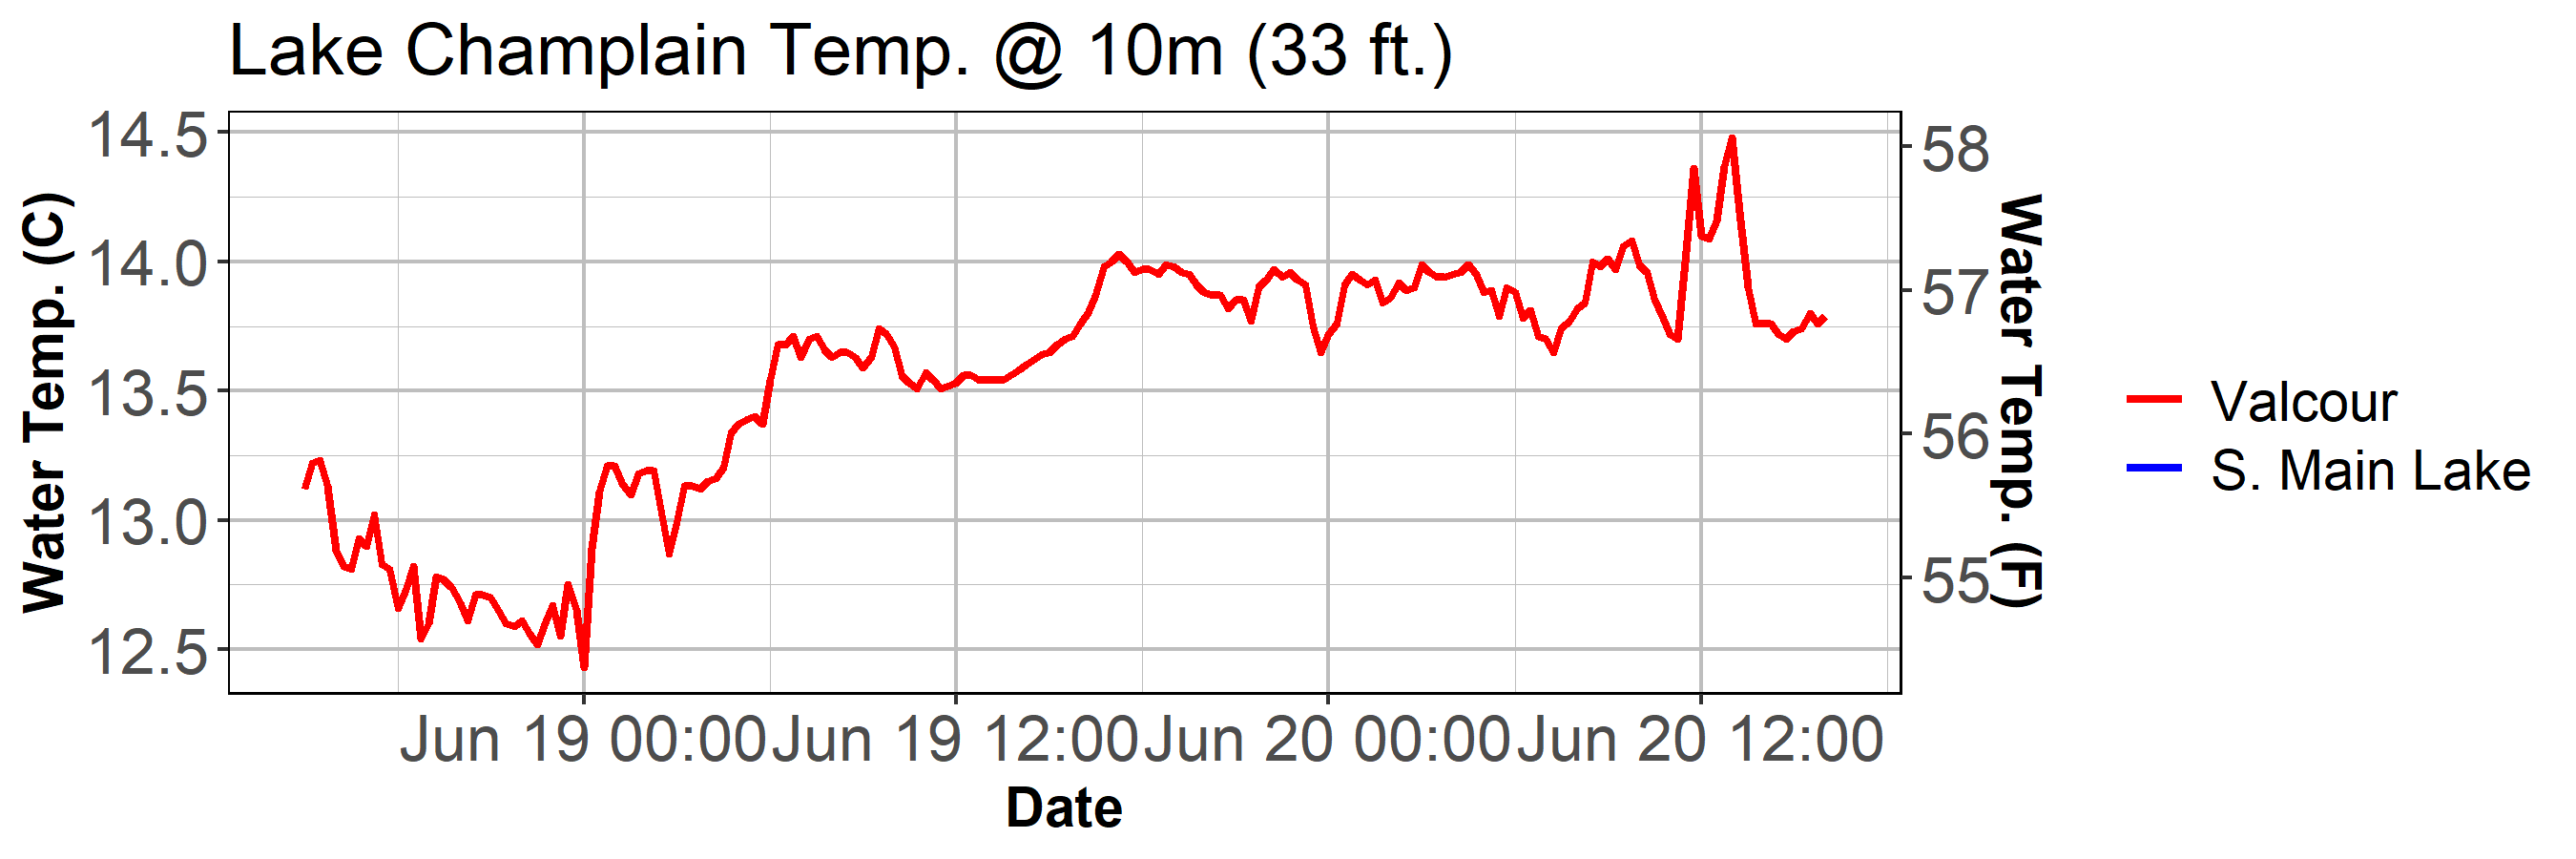 Lake Champlain Temp. @ 10m (33 ft.)
Water Temp. (C)
14.5
14.0
13.5
13.0
12.5
58
57
56
55
Water Temp. (F)
Valcour
S. Main Lake
Jun 19 00:00 Jun 19 12:00 Jun 20 00:00 Jun 20 12:00
Date